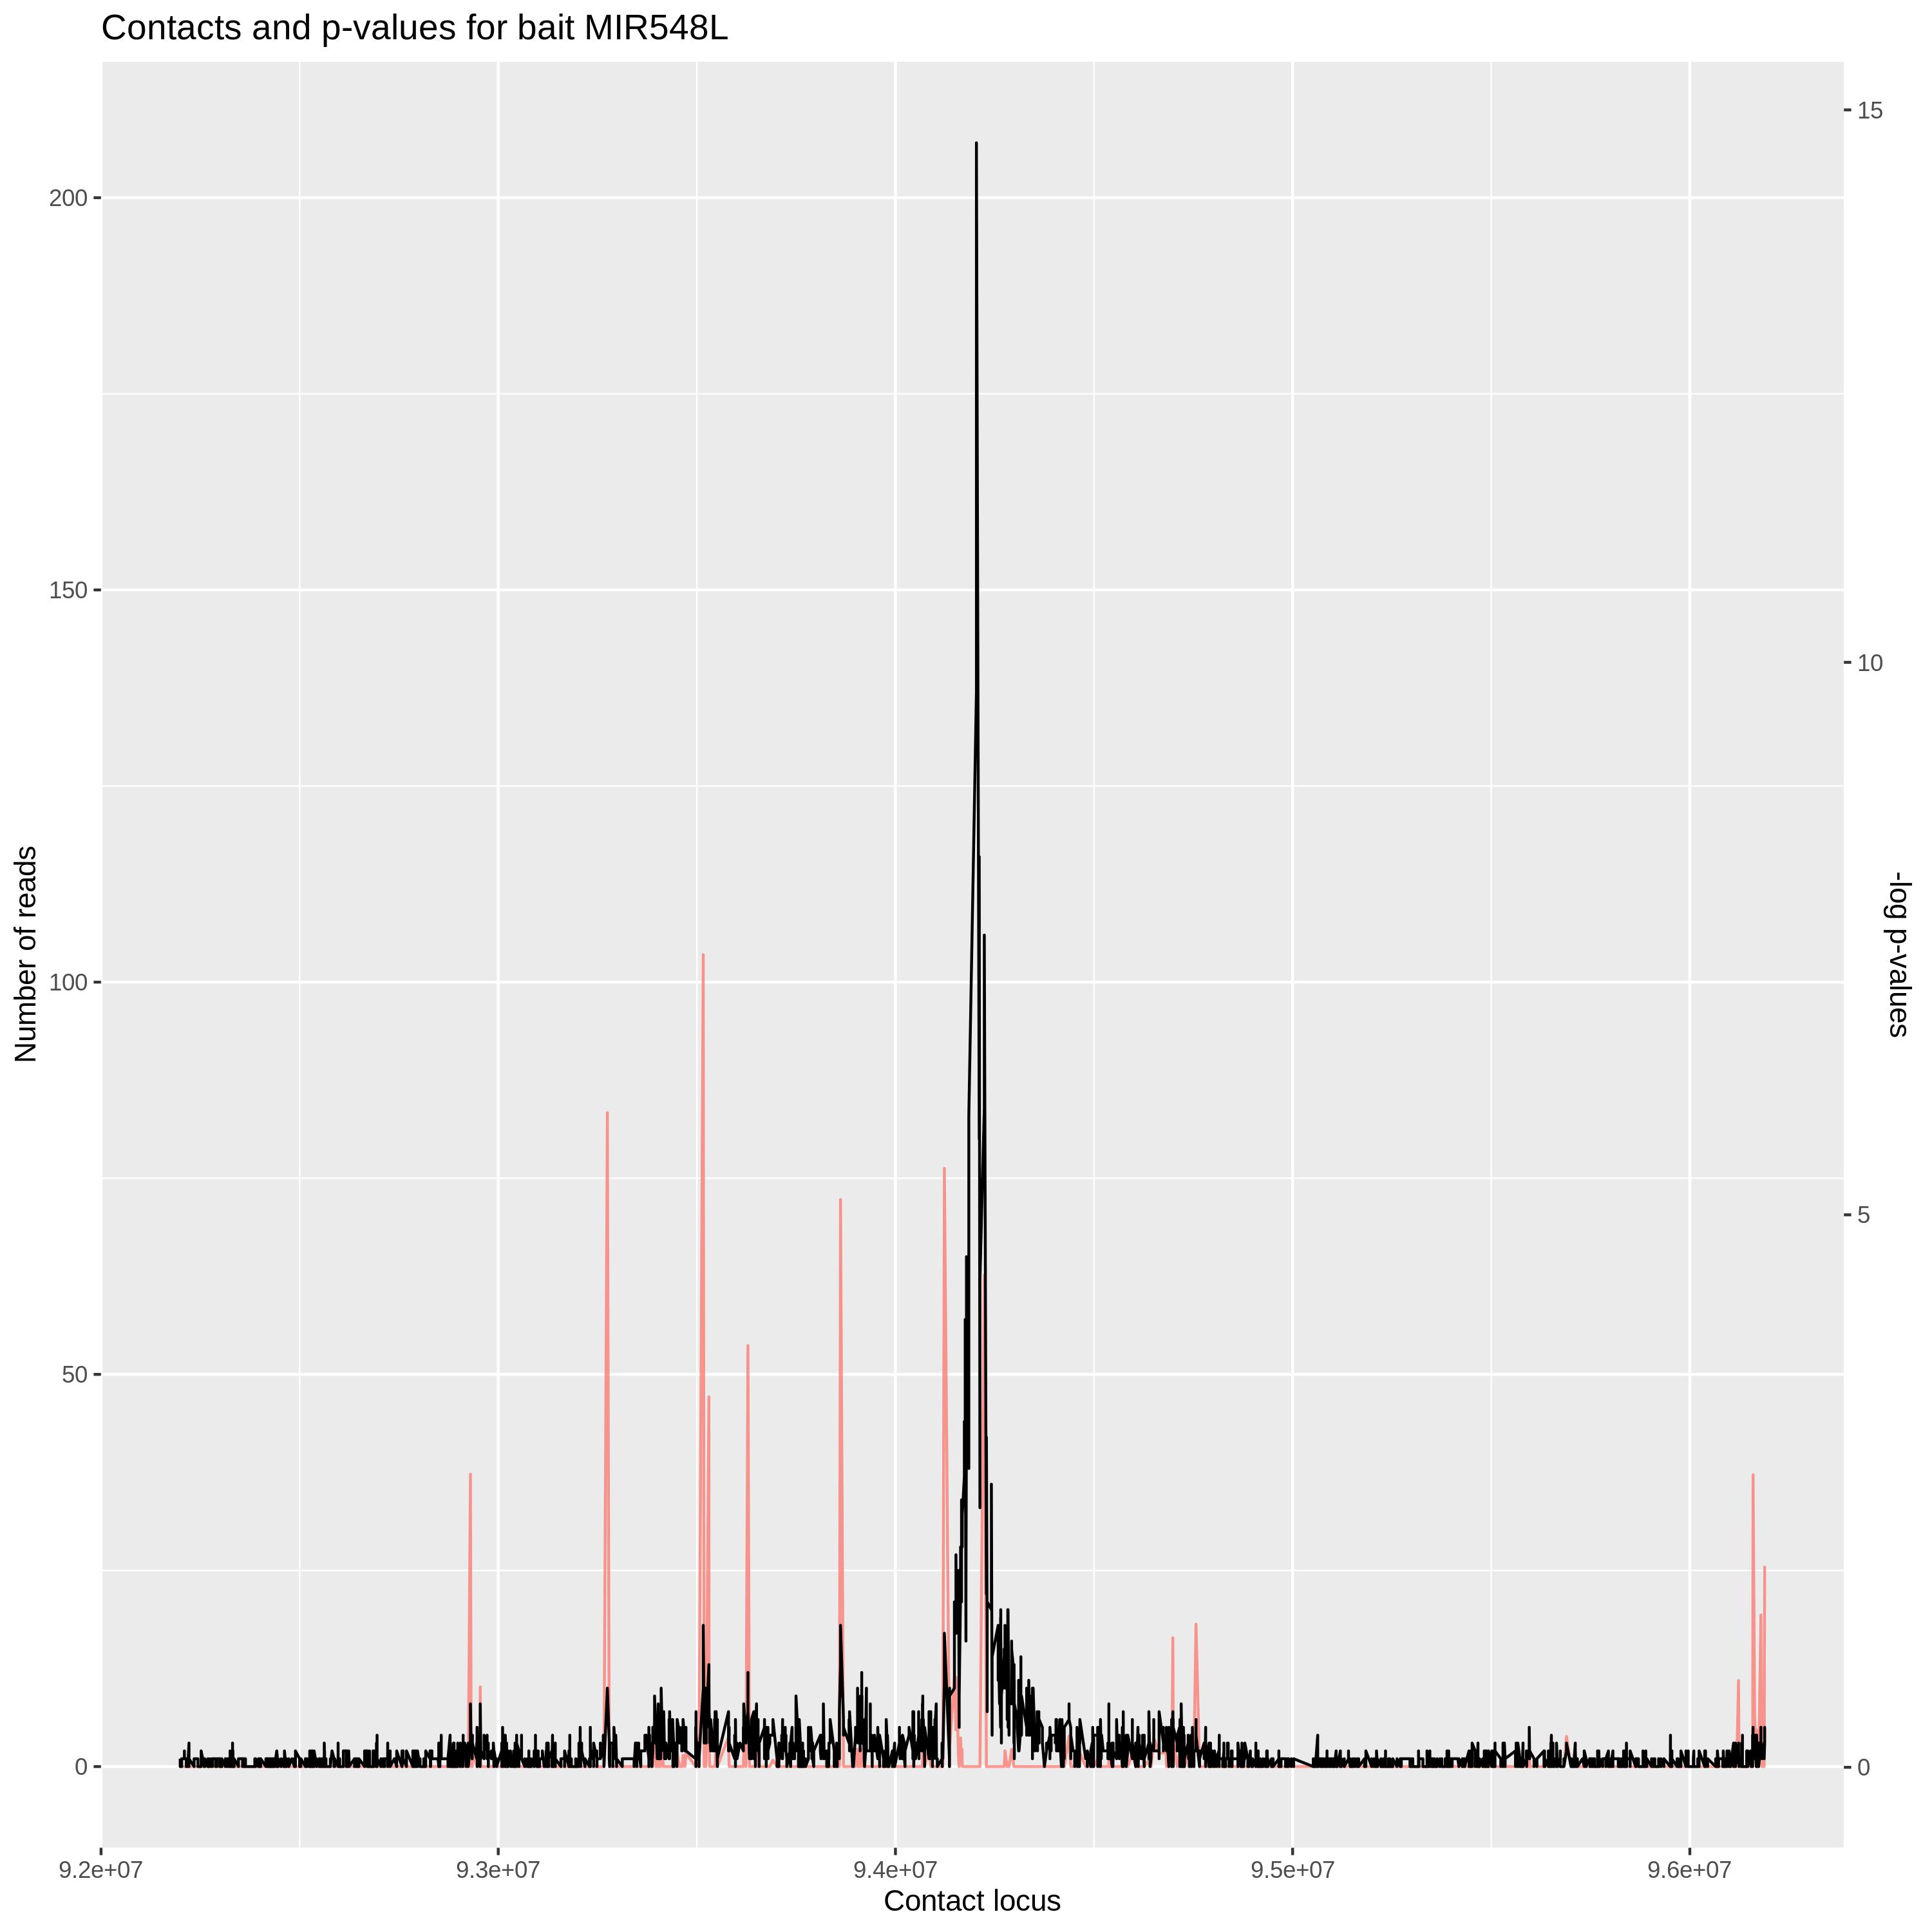 Contacts and p-values for bait MIR548L
15
200
150
10
Number of reads
-log p-values
100
5
50
0
0
9.2e+07 9.3e+07 9.4e+07 9.5e+07 9.6e+07
Contact locus